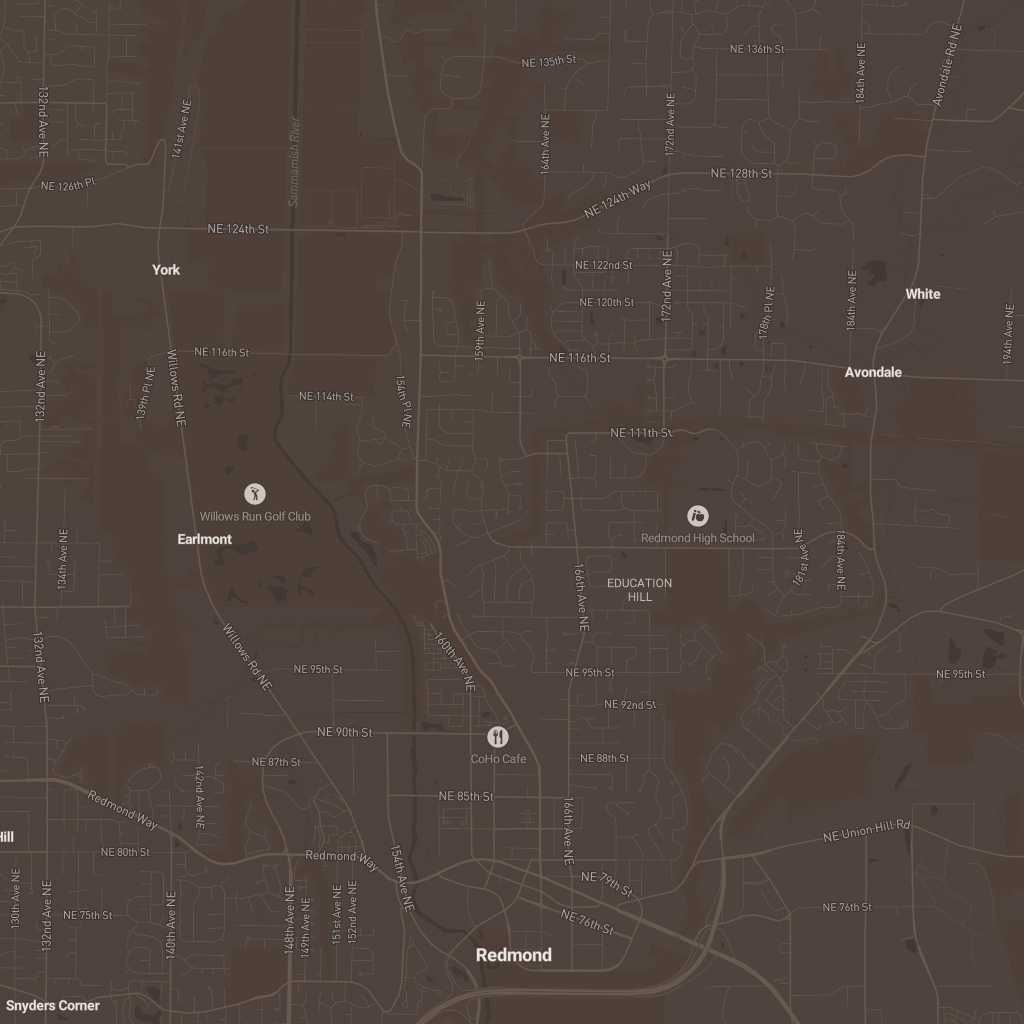 NE 136th St
NE 135th St
184th Ave NE
Avondale Rd NE
132nd Ave NE
141st Ave NE
Sammamish River
164th Ave NE
172nd Ave NE
NE 128th St
NE 126th Pl
NE 124th Way
NE 124th St
York
NE 122nd St
172nd Ave NE
White
NE 120th St
178th Pl NE
184th Ave NE
159th Ave NE
194th Ave NE
NE 116th St
NE 116th St
Avondale
132nd Ave NE
139th Pl NE
Willows Rd NE
NE 114th St
154th Pl NE
NE 111th St
Willows Run Golf Club
Redmond High School
Earlmont
134th Ave NE
181st Ave NE
184th Ave NE
EDUCATION
HILL
166th Ave NE
132nd Ave NE
Willows Rd NE
160th Ave NE
NE 95th St
NE 95th St
NE 95th St
NE 92nd St
NE 90th St
CoHo Cafe
NE 88th St
NE 87th St
142nd Ave NE
NE 85th St
Redmond Way
166th Ave NE
NE Union Hill Rd
Hill
NE 80th St
Redmond Way
154th Ave NE
NE 79th St
130th Ave NE
132nd Ave NE
NE 75th St
140th Ave NE
148th Ave NE
149th Ave NE
151st Ave NE
152nd Ave NE
NE 76th St
NE 76th St
Redmond
Snyders Corner